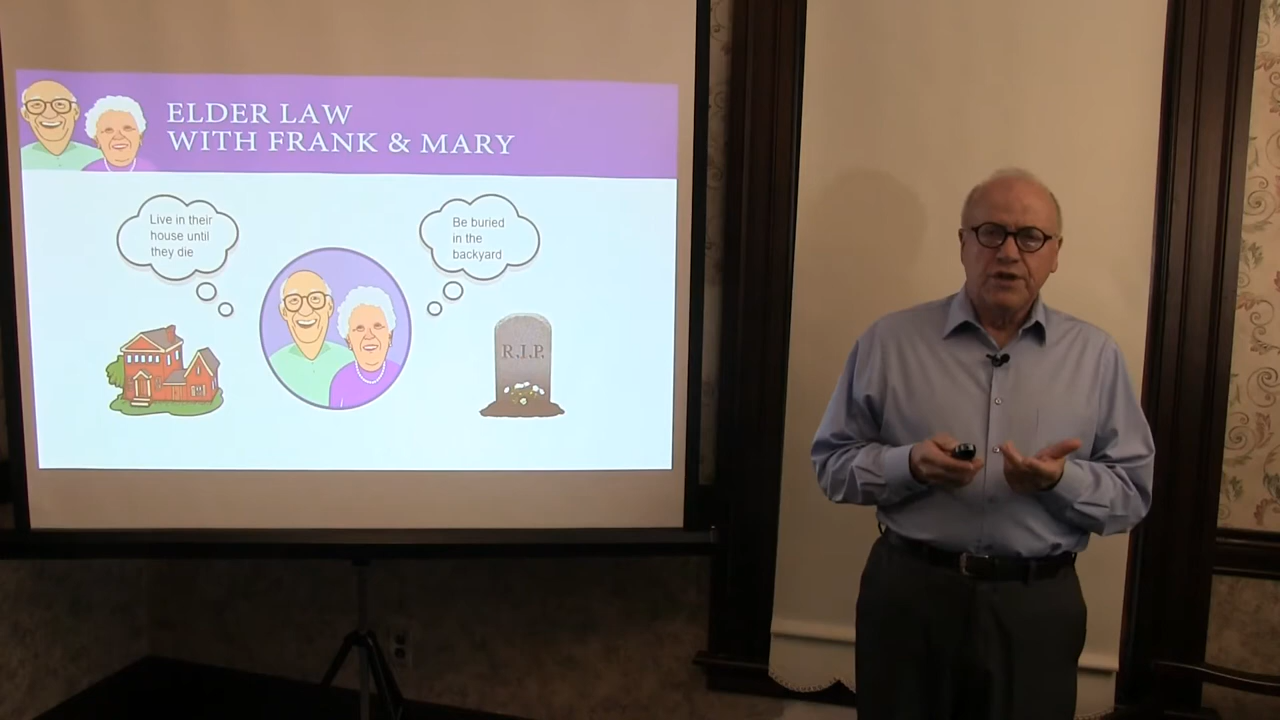 ELDER LAW
WITH FRANK & MARY
Live in their
house until
they die
Be buried
in the
backyard
R.I.P.